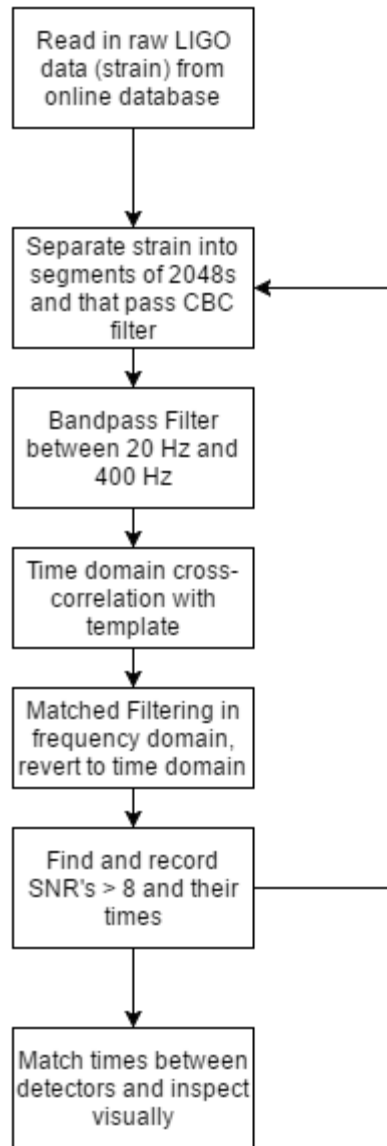 Read in raw LIGO
data (strain) from
online database
Separate strain into
segments of 2048s
and that pass CBC
filter
Bandpass Filter
between 20 Hz and
400 Hz
Time domain cross-
correlation with
template
Matched Filtering in
frequency domain,
revert to time domain
Find and record
SNR's > 8 and their
times
Match times between
detectors and inspect
visually